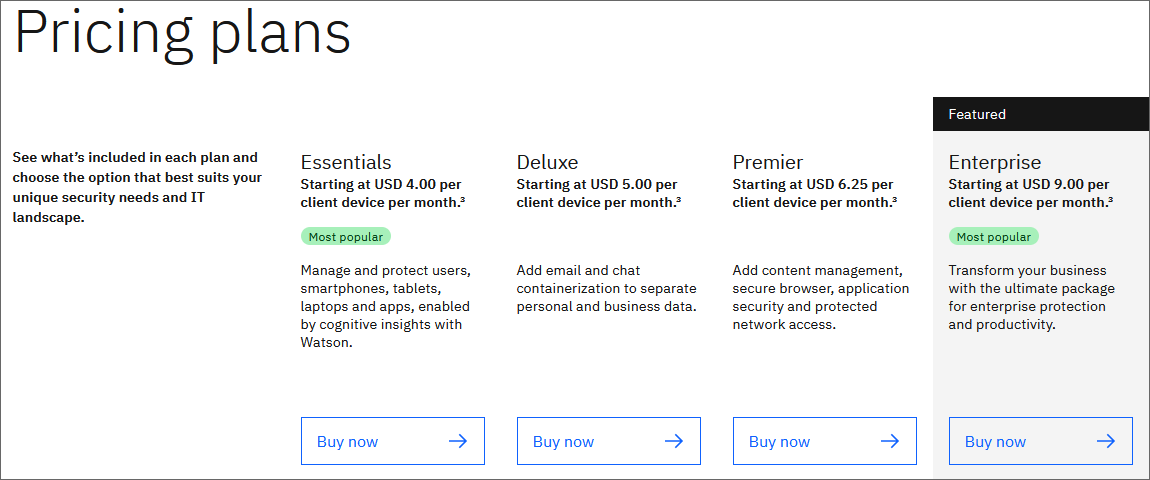 Pricing plans
See what's included in each plan and
choose the option that best suits your
unique security needs and IT
landscape.
Essentials
Starting at USD 4.00 per
client device per month.³
Most popular
Manage and protect users,
smartphones, tablets,
laptops and apps, enabled
by cognitive insights with
Watson.
Buy now
Deluxe
Starting at USD 5.00 per
client device per month.³
Add email and chat
containerization to separate
personal and business data.
Buy now
Premier
Starting at USD 6.25 per
client device per month.³
Add content management,
secure browser, application
security and protected
network access.
Buy now
Featured
Enterprise
Starting at USD 9.00 per
client device per month.³
Most popular
Transform your business
with the ultimate package
for enterprise protection
and productivity.
Buy now